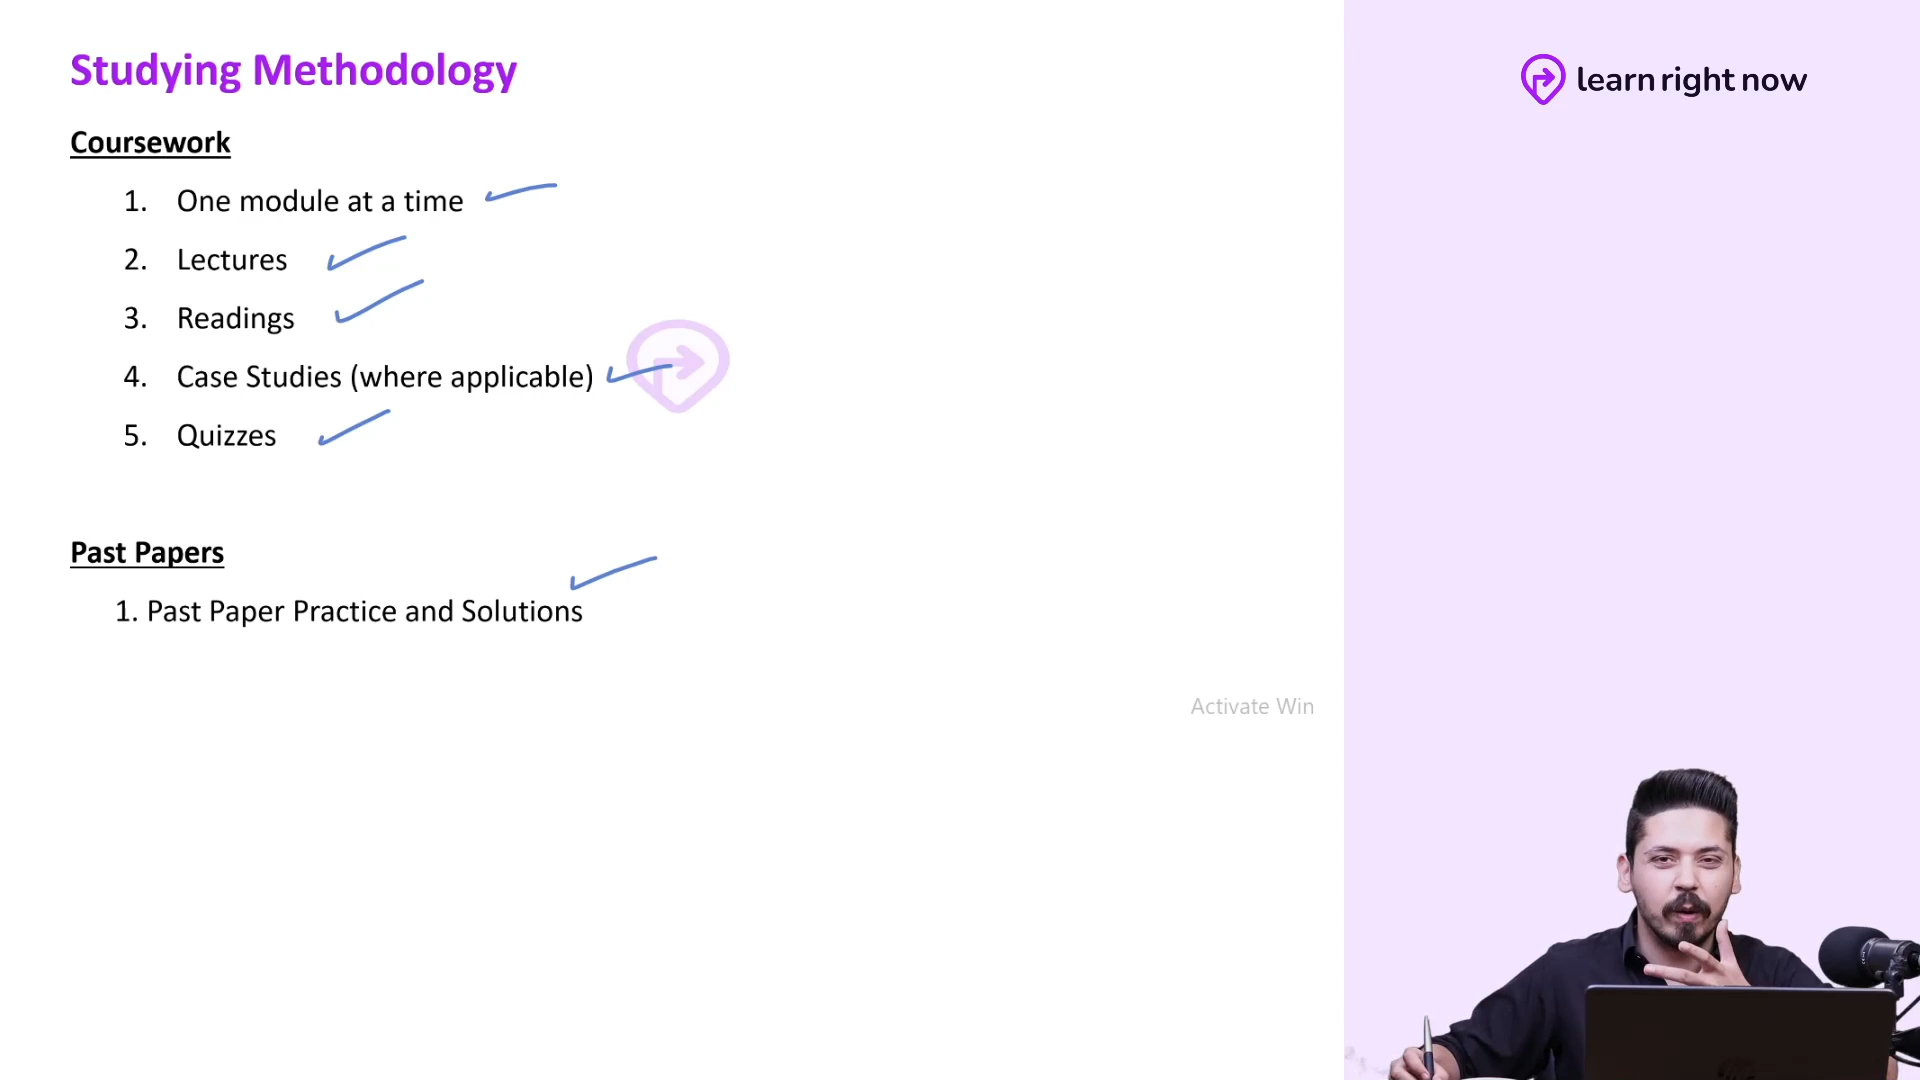 Studying Methodology
learn right now
Coursework
1. One module at a time
2. Lectures
3. Readings
4. Case Studies (where applicable)
5. Quizzes
Past Papers
1. Past Paper Practice and Solutions
Activate Win